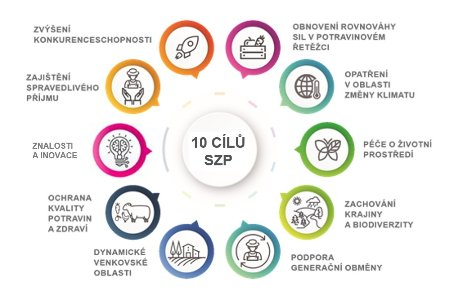 ZVÝŠENÍ
KONKURENCESCHOPNOSTI
OBNOVENÍ ROVNOVÁHY
SIL V POTRAVINOVÉM
ŘETĚZCI
ZAJIŠTĚNÍ
SPRAVEDLIVÉHO
PŘÍJMU
OPATŘENÍ
V OBLASTI
ZMĚNY KLIMATU
ZNALOSTI
A INOVACE
10 CÍLŮ
SZP
PÉČE O ŽIVOTNÍ
PROSTŘEDÍ
OCHRANA
KVALITY
POTRAVIN
A ZDRAVÍ
ZACHOVÁNÍ
KRAJINY
A BIODIVERZITY
DYNAMICKÉ
VENKOVSKÉ
OBLASTI
PODPORA
GENERAČNÍ OBMĚNY